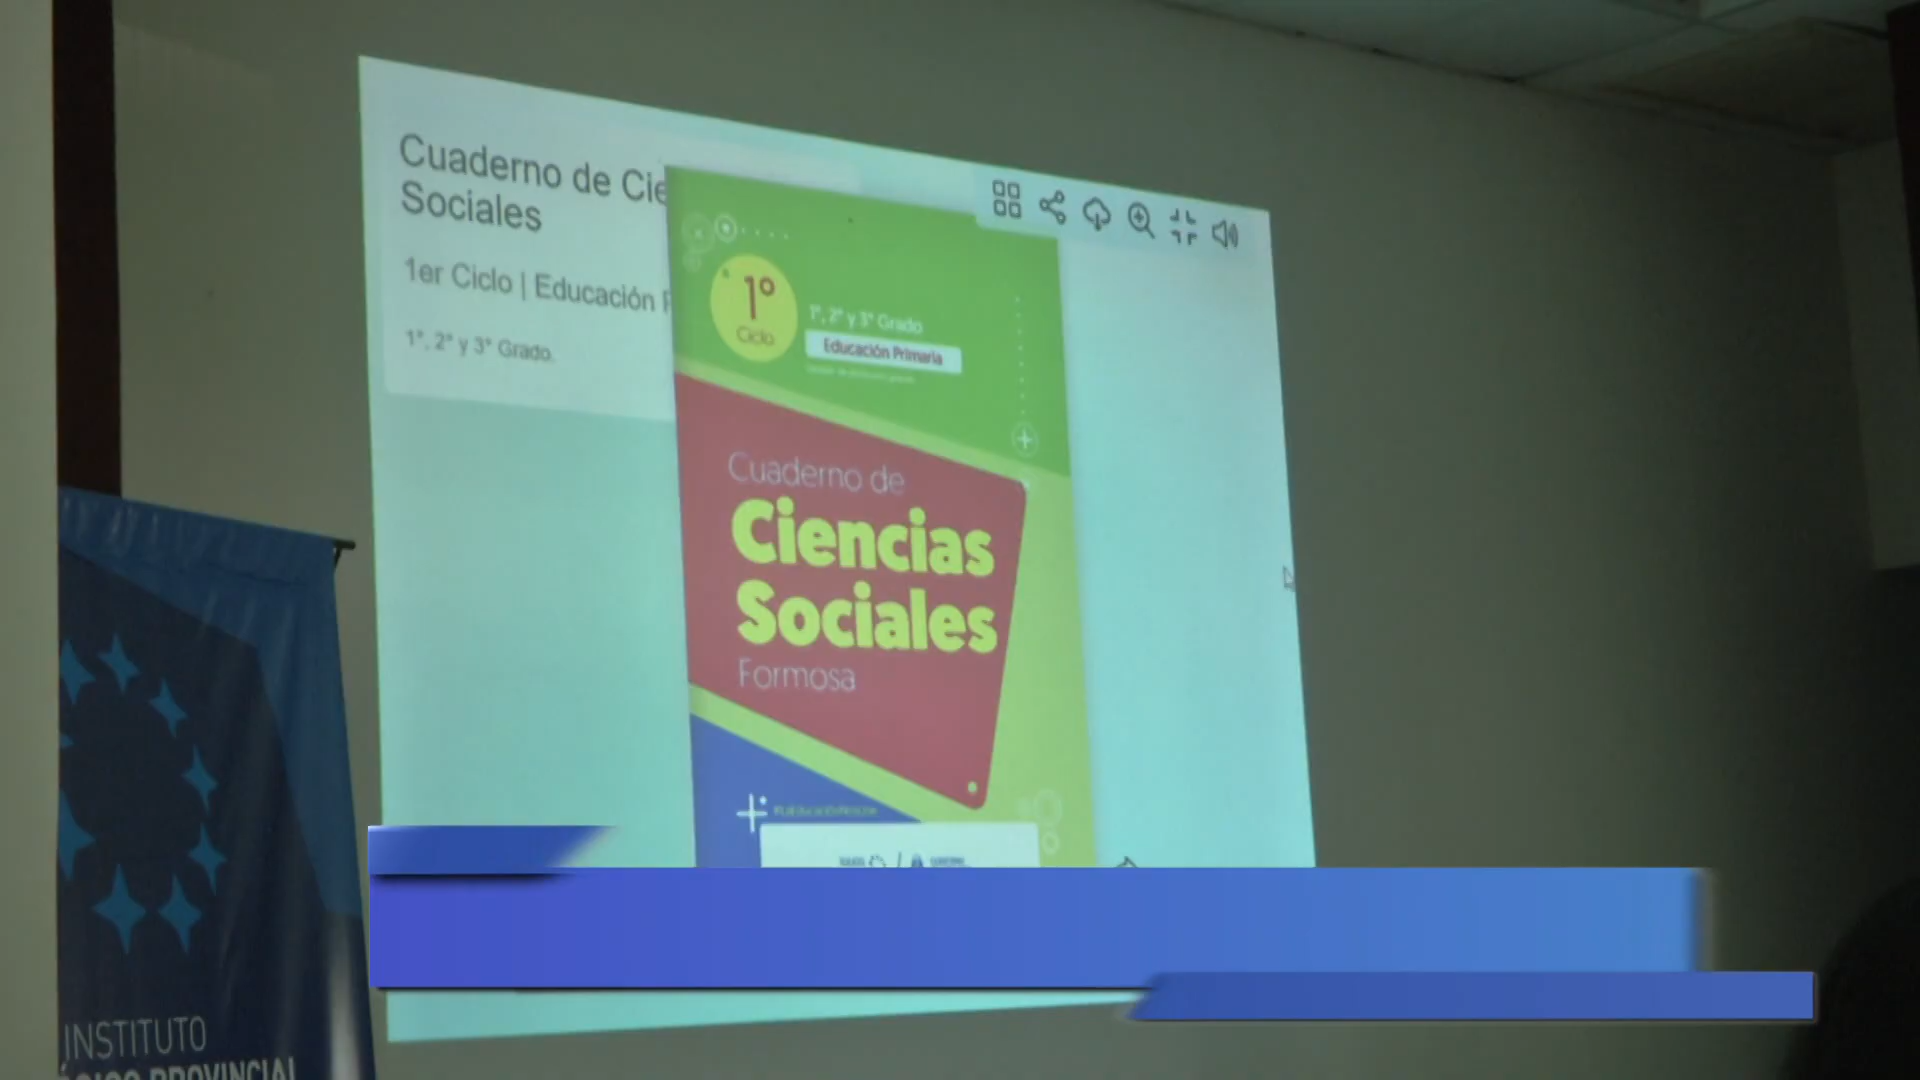 Cuaderno de Cie
Sociales
1er Ciclo | Educación P
1°, 2° y 3° Grado.
1°
Ciclo
1°, 2° y 3° Grado
Educación Primaria
Cuaderno de
Ciencias
Sociales
Formosa
INSTITUTO
PROVINCIAL